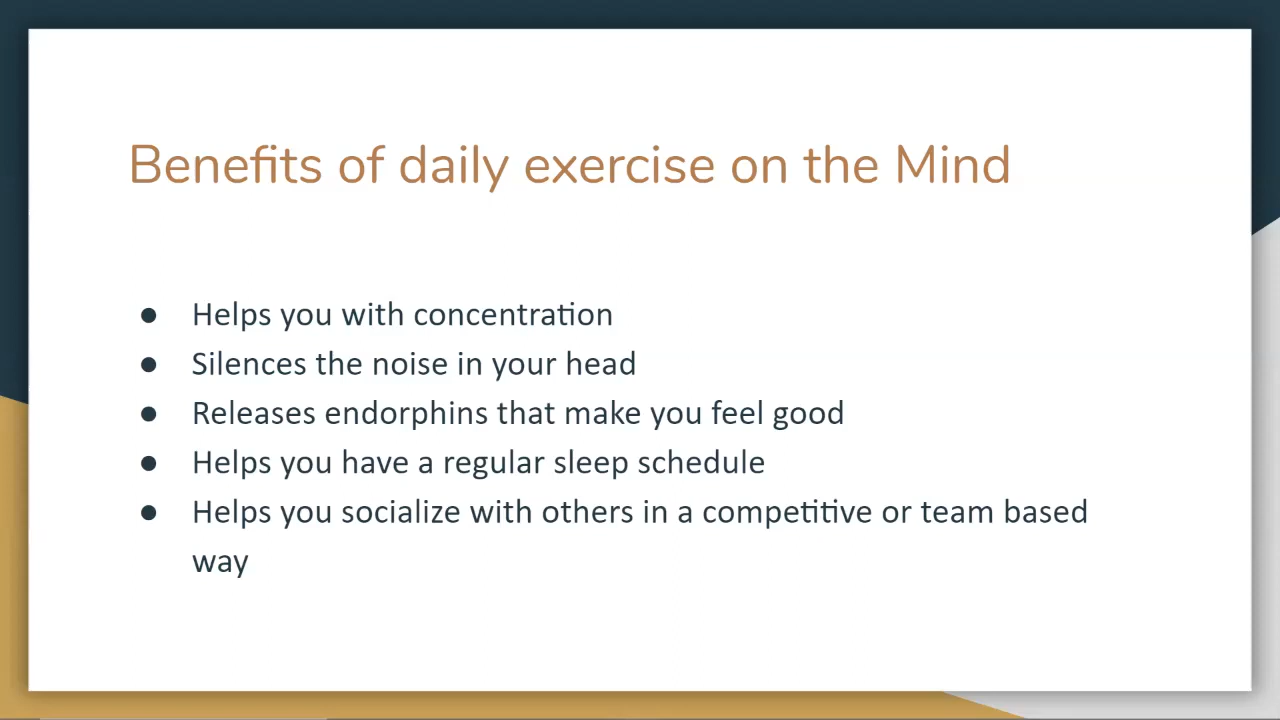 Benefits of daily exercise on the Mind
● Helps you with concentration
● Silences the noise in your head
● Releases endorphins that make you feel good
● Helps you have a regular sleep schedule
● Helps you socialize with others in a competitive or team based
way